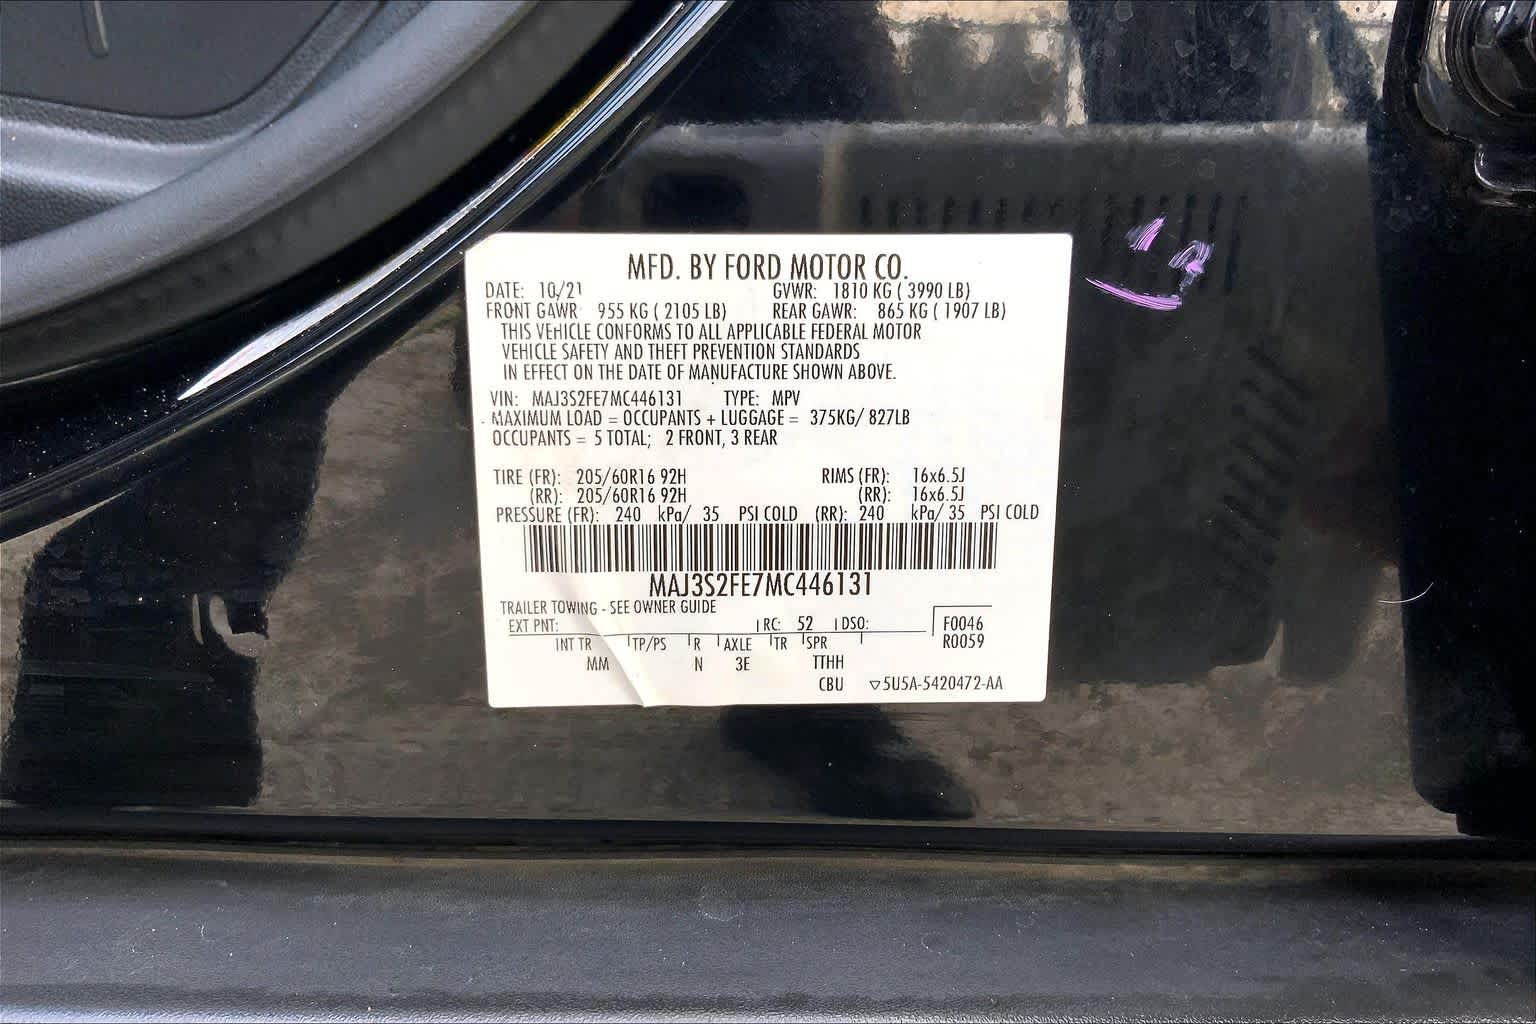 MFD. BY FORD MOTOR CO.
DATE: 10/21 GVWR: 1810 KG ( 3990 LB)
FRONT GAWR 955 KG ( 2105 LB) REAR GAWR: 865 KG ( 1907 LB)
THIS VEHICLE CONFORMS TO ALL APPLICABLE FEDERAL MOTOR
VEHICLE SAFETY AND THEFT PREVENTION STANDARDS
IN EFFECT ON THE DATE OF MANUFACTURE SHOWN ABOVE.
VIN: MAJ3S2FE7MC446131 TYPE: MPV
MAXIMUM LOAD = OCCUPANTS + LUGGAGE = 375KG/ 827LB
OCCUPANTS = 5 TOTAL; 2 FRONT, 3 REAR
TIRE (FR): 205/60R16 92H RIMS (FR): 16x6.5J
(RR): 205/60R16 92H (RR): 16x6.5J
PRESSURE (FR): 240 kPa/ 35 PSI COLD (RR): 240 kPa/ 35 PSI COLD
MAJ3S2FE7MC446131
TRAILER TOWING - SEE OWNER GUIDE
EXT PNT: RC: 52 DSO: F0046
INT TR TP/PS R AXLE TR SPR R0059
MM N 3E TTHH
CBU ▽5U5A-5420472-AA